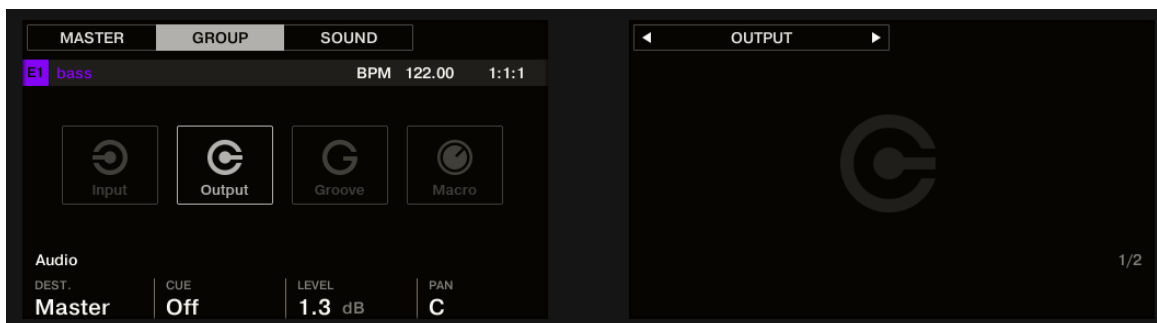 MASTER GROUP SOUND
E1 bass BPM 122.00 1:1:1
Input Output Groove Macro
Audio
DEST. CUE LEVEL PAN
Master Off 1.3 dB C
OUTPUT
1/2